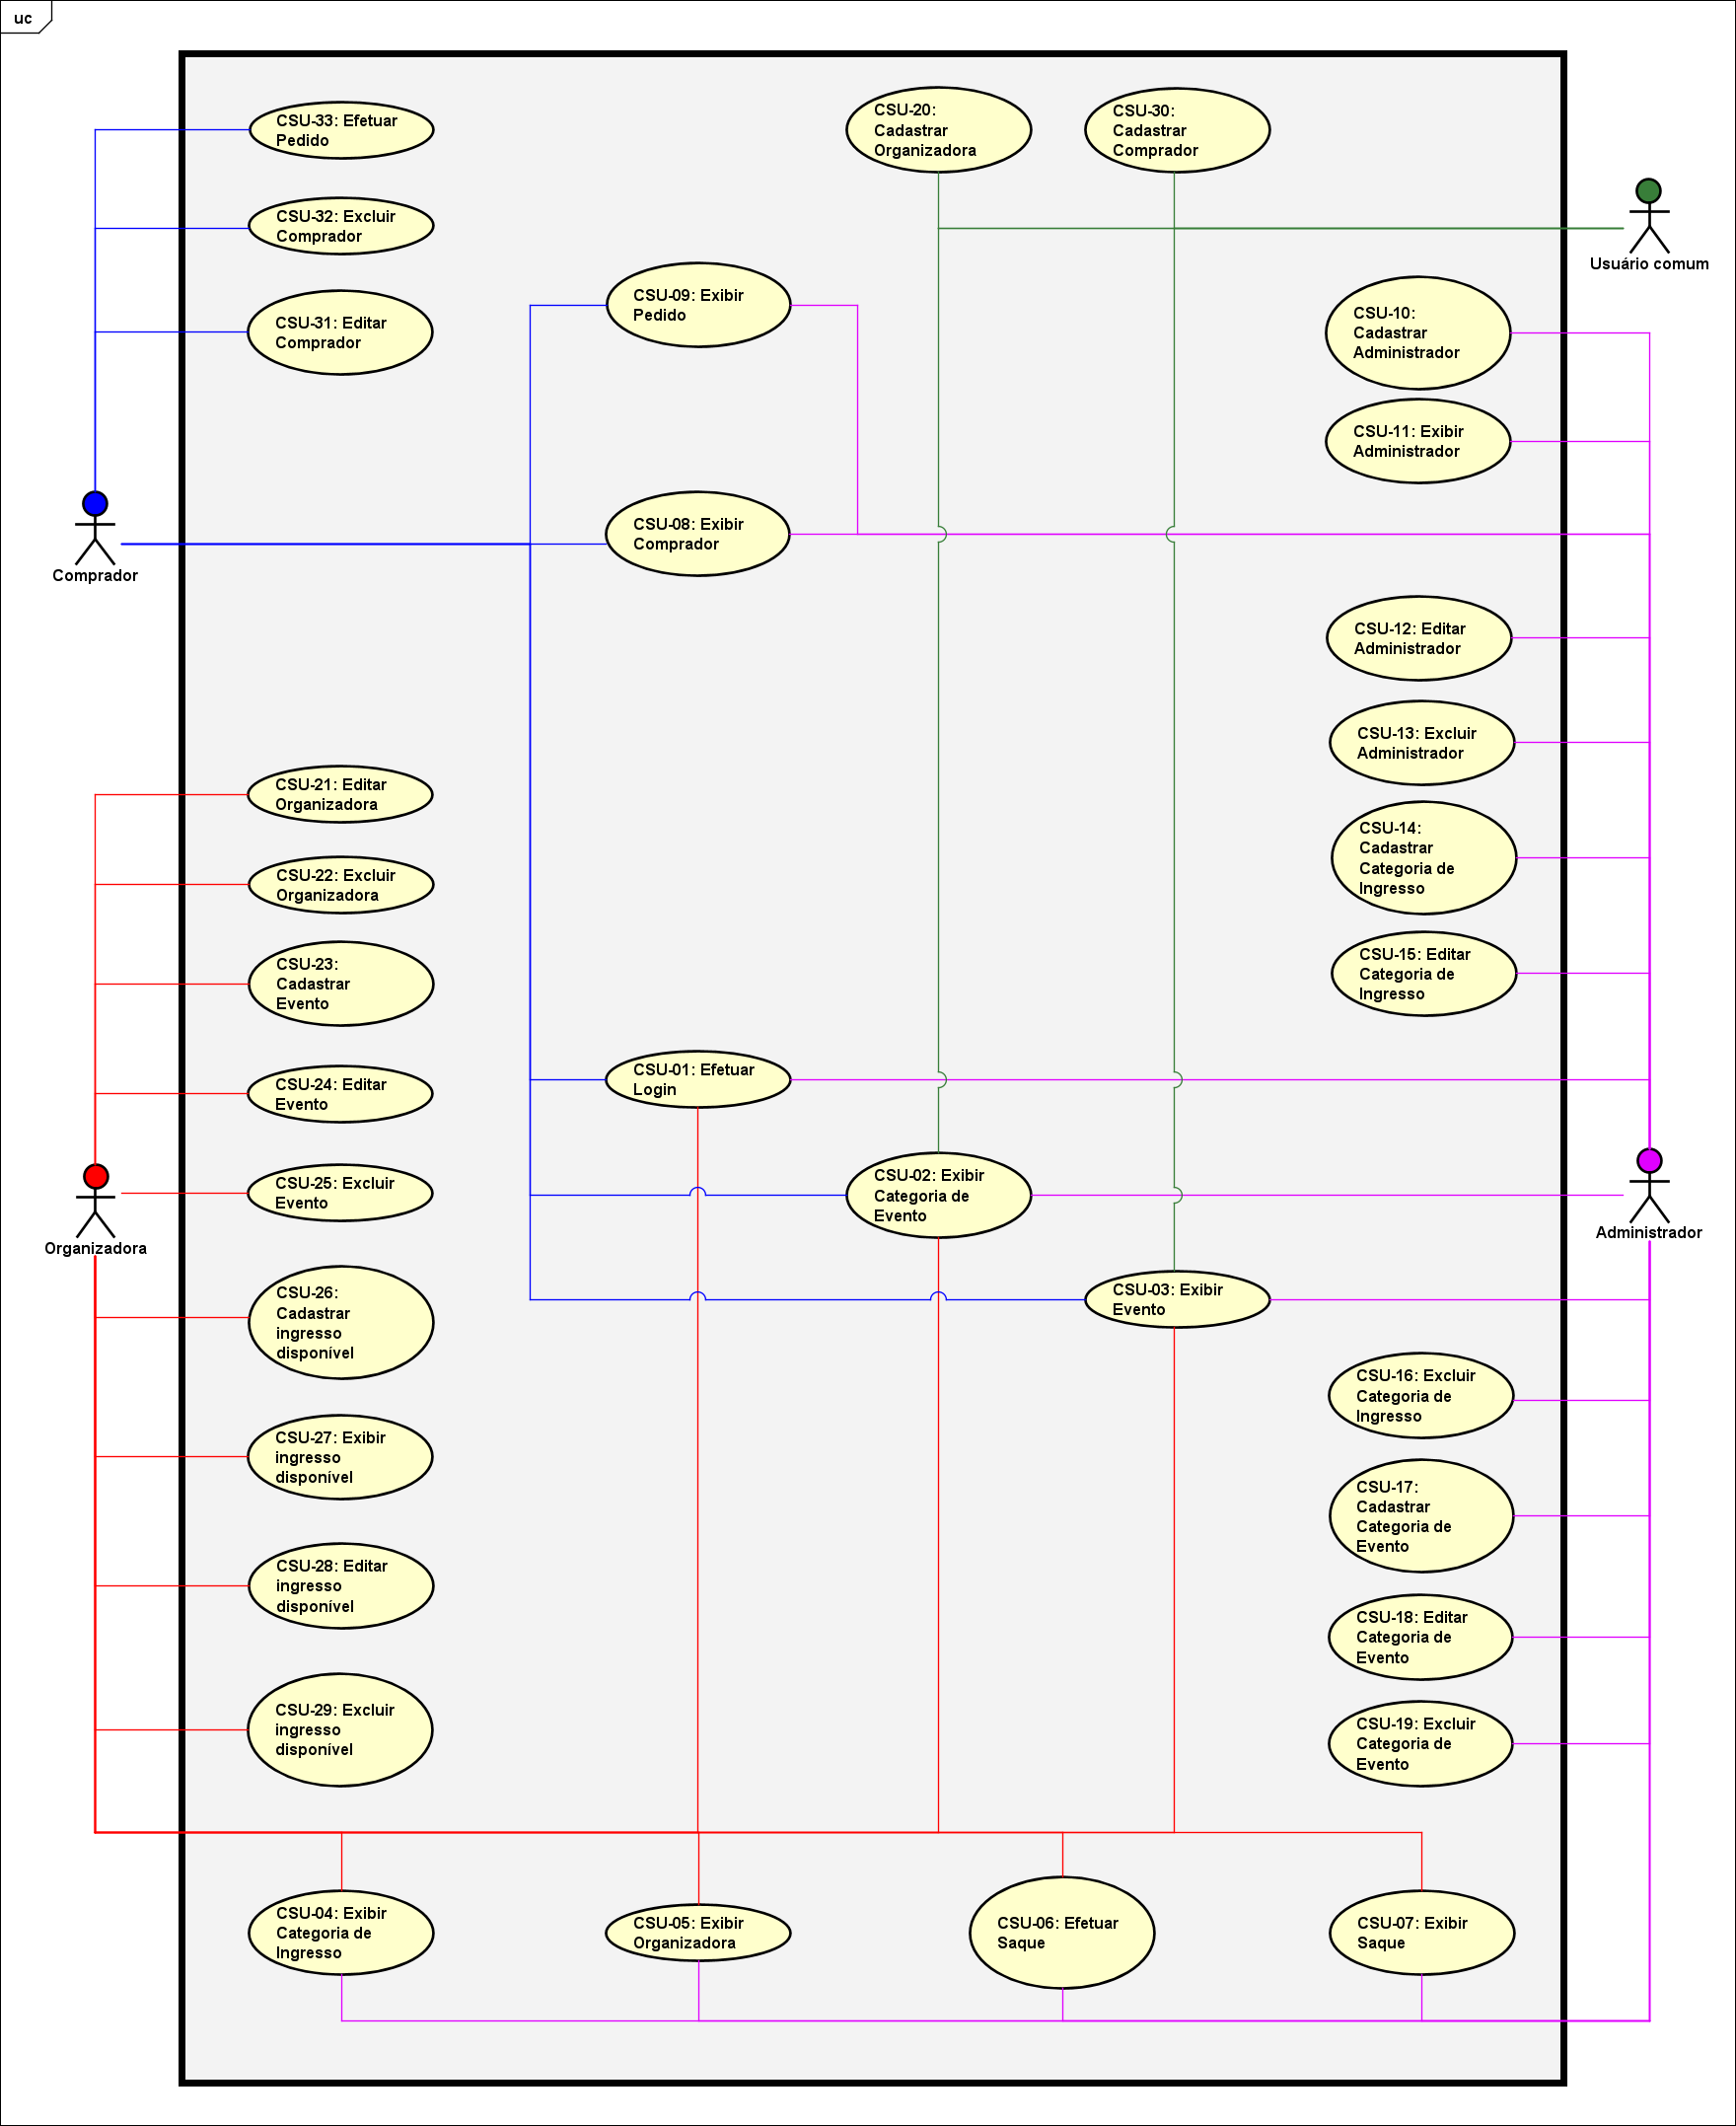 uc
CSU-33: Efetuar
Pedido
CSU-20:
Cadastrar
Organizadora
CSU-30:
Cadastrar
Comprador
CSU-32: Excluir
Comprador
Usuário comum
CSU-09: Exibir
Pedido
CSU-31: Editar
Comprador
CSU-10:
Cadastrar
Administrador
CSU-11: Exibir
Administrador
CSU-08: Exibir
Comprador
Comprador
CSU-12: Editar
Administrador
CSU-13: Excluir
Administrador
CSU-21: Editar
Organizadora
CSU-14:
Cadastrar
Categoria de
Ingresso
CSU-22: Excluir
Organizadora
CSU-23:
Cadastrar
Evento
CSU-15: Editar
Categoria de
Ingresso
CSU-24: Editar
Evento
CSU-01: Efetuar
Login
CSU-25: Excluir
Evento
CSU-02: Exibir
Categoria de
Evento
Organizadora
Administrador
CSU-26:
Cadastrar
ingresso
disponível
CSU-03: Exibir
Evento
CSU-16: Excluir
Categoria de
Ingresso
CSU-27: Exibir
ingresso
disponível
CSU-17:
Cadastrar
Categoria de
Evento
CSU-28: Editar
ingresso
disponível
CSU-18: Editar
Categoria de
Evento
CSU-29: Excluir
ingresso
disponível
CSU-19: Excluir
Categoria de
Evento
CSU-04: Exibir
Categoria de
Ingresso
CSU-05: Exibir
Organizadora
CSU-06: Efetuar
Saque
CSU-07: Exibir
Saque